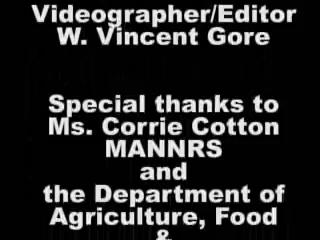 Videographer/Editor
W. Vincent Gore
Special thanks to
Ms. Corrie Cotton
MANNRS
and
the Department of
Agriculture, Food
&